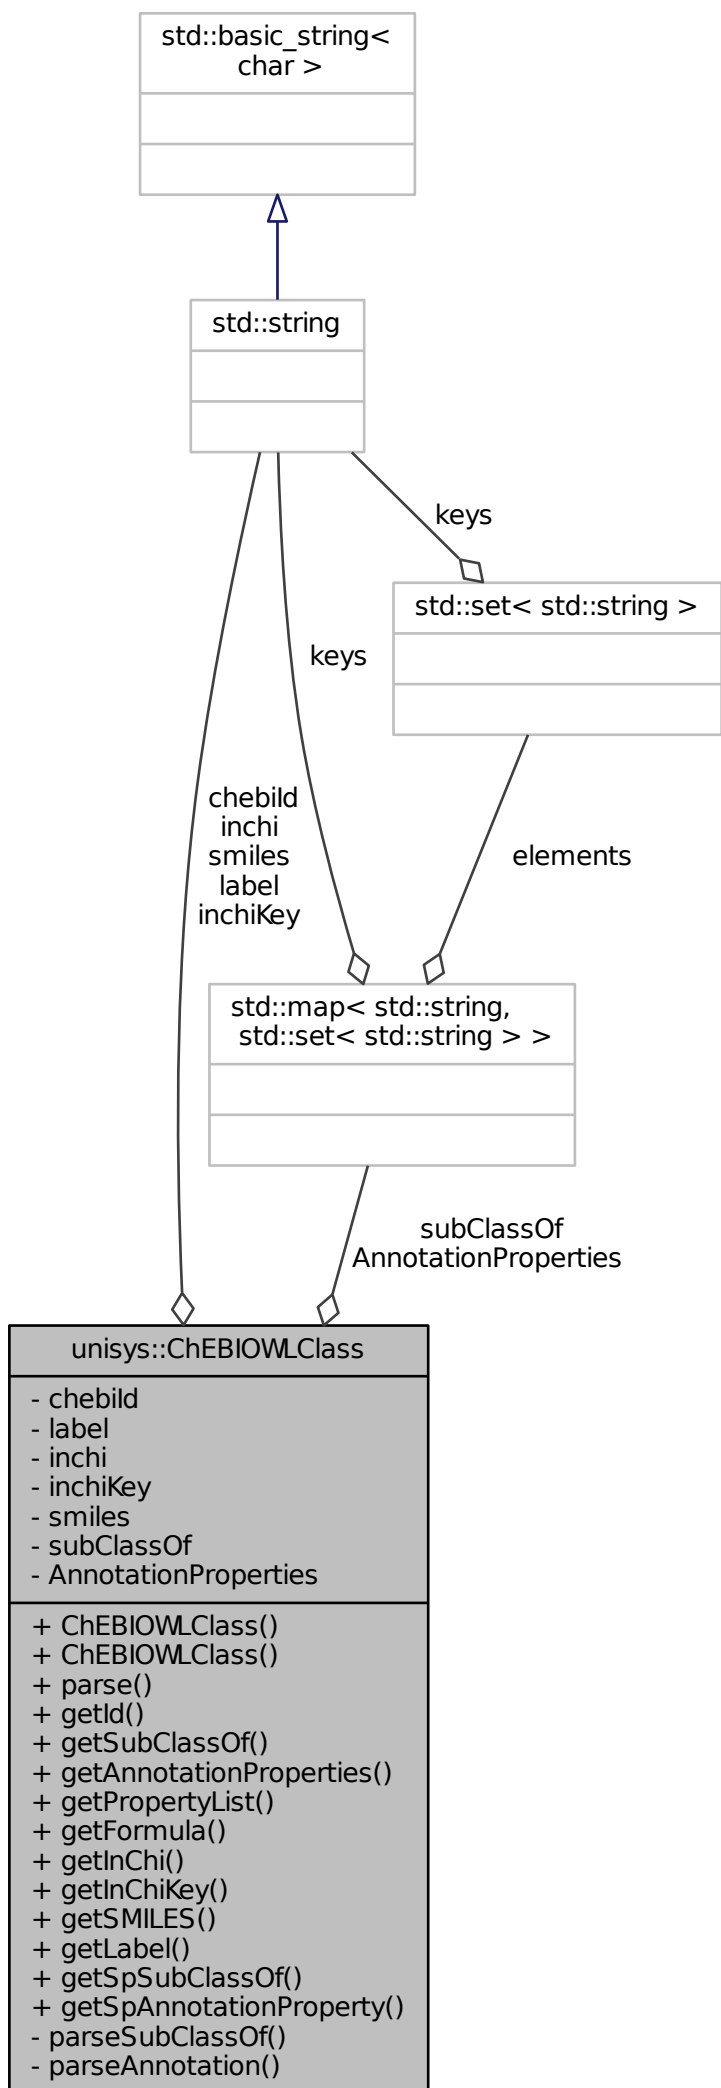 std::basic_string<
char >
std::string
keys
std::set< std::string >
keys
chebiId
inchi
smiles
label
inchiKey
elements
std::map< std::string,
std::set< std::string > >
subClassOf
AnnotationProperties
unisys::ChEBIOWLClass
- chebiId
- label
- inchi
- inchiKey
- smiles
- subClassOf
- AnnotationProperties
+ ChEBIOWLClass()
+ ChEBIOWLClass()
+ parse()
+ getId()
+ getSubClassOf()
+ getAnnotationProperties()
+ getPropertyList()
+ getFormula()
+ getInChi()
+ getInChiKey()
+ getSMILES()
+ getLabel()
+ getSpSubClassOf()
+ getSpAnnotationProperty()
- parseSubClassOf()
- parseAnnotation()